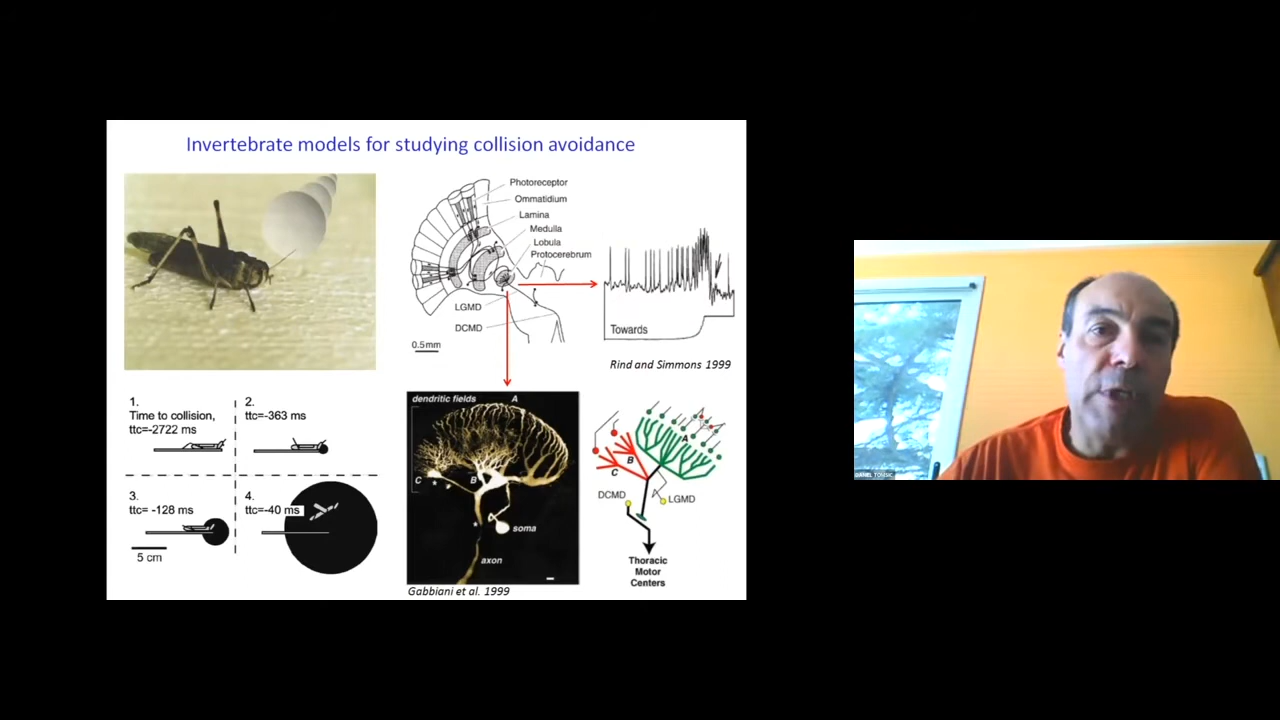 Invertebrate models for studying collision avoidance
Photoreceptor
Ommatidium
Lamina
Medulla
Lobula
Protocerebrum
LGMD
DCMD
0.5mm
Towards
Rind and Simmons 1999
1.
Time to collision,
ttc=-2722 ms
2.
ttc=-363 ms
3.
ttc= -128 ms
4.
ttc=-40 ms
5 cm
dendritic fields
A
B
C
soma
axon
Gabbiani et al. 1999
A
B
C
DCMD
LGMD
Thoracic
Motor
Centers